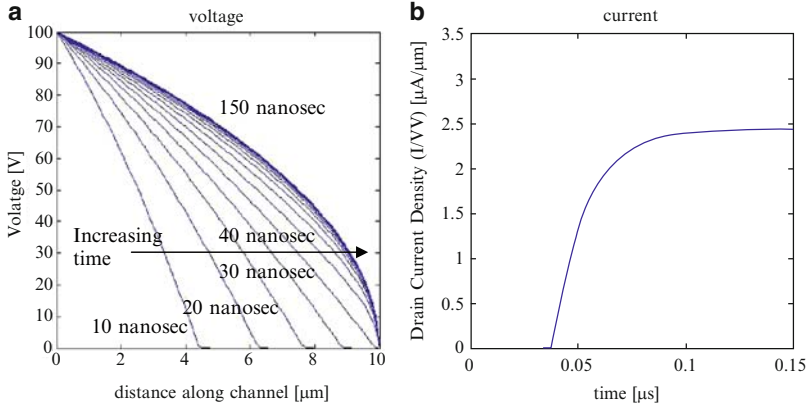 a
voltage
100
90
80
70
60
50
40
30
20
10
0
Volatge [V]
150 nanosec
Increasing
time
40 nanosec
30 nanosec
20 nanosec
10 nanosec
0 2 4 6 8 10
distance along channel [μm]
b
current
3.5
3
2.5
2
1.5
1
0.5
0
Drain Current Density (I/VV) [μA/μm]
0 0.05 0.1 0.15
time [μs]